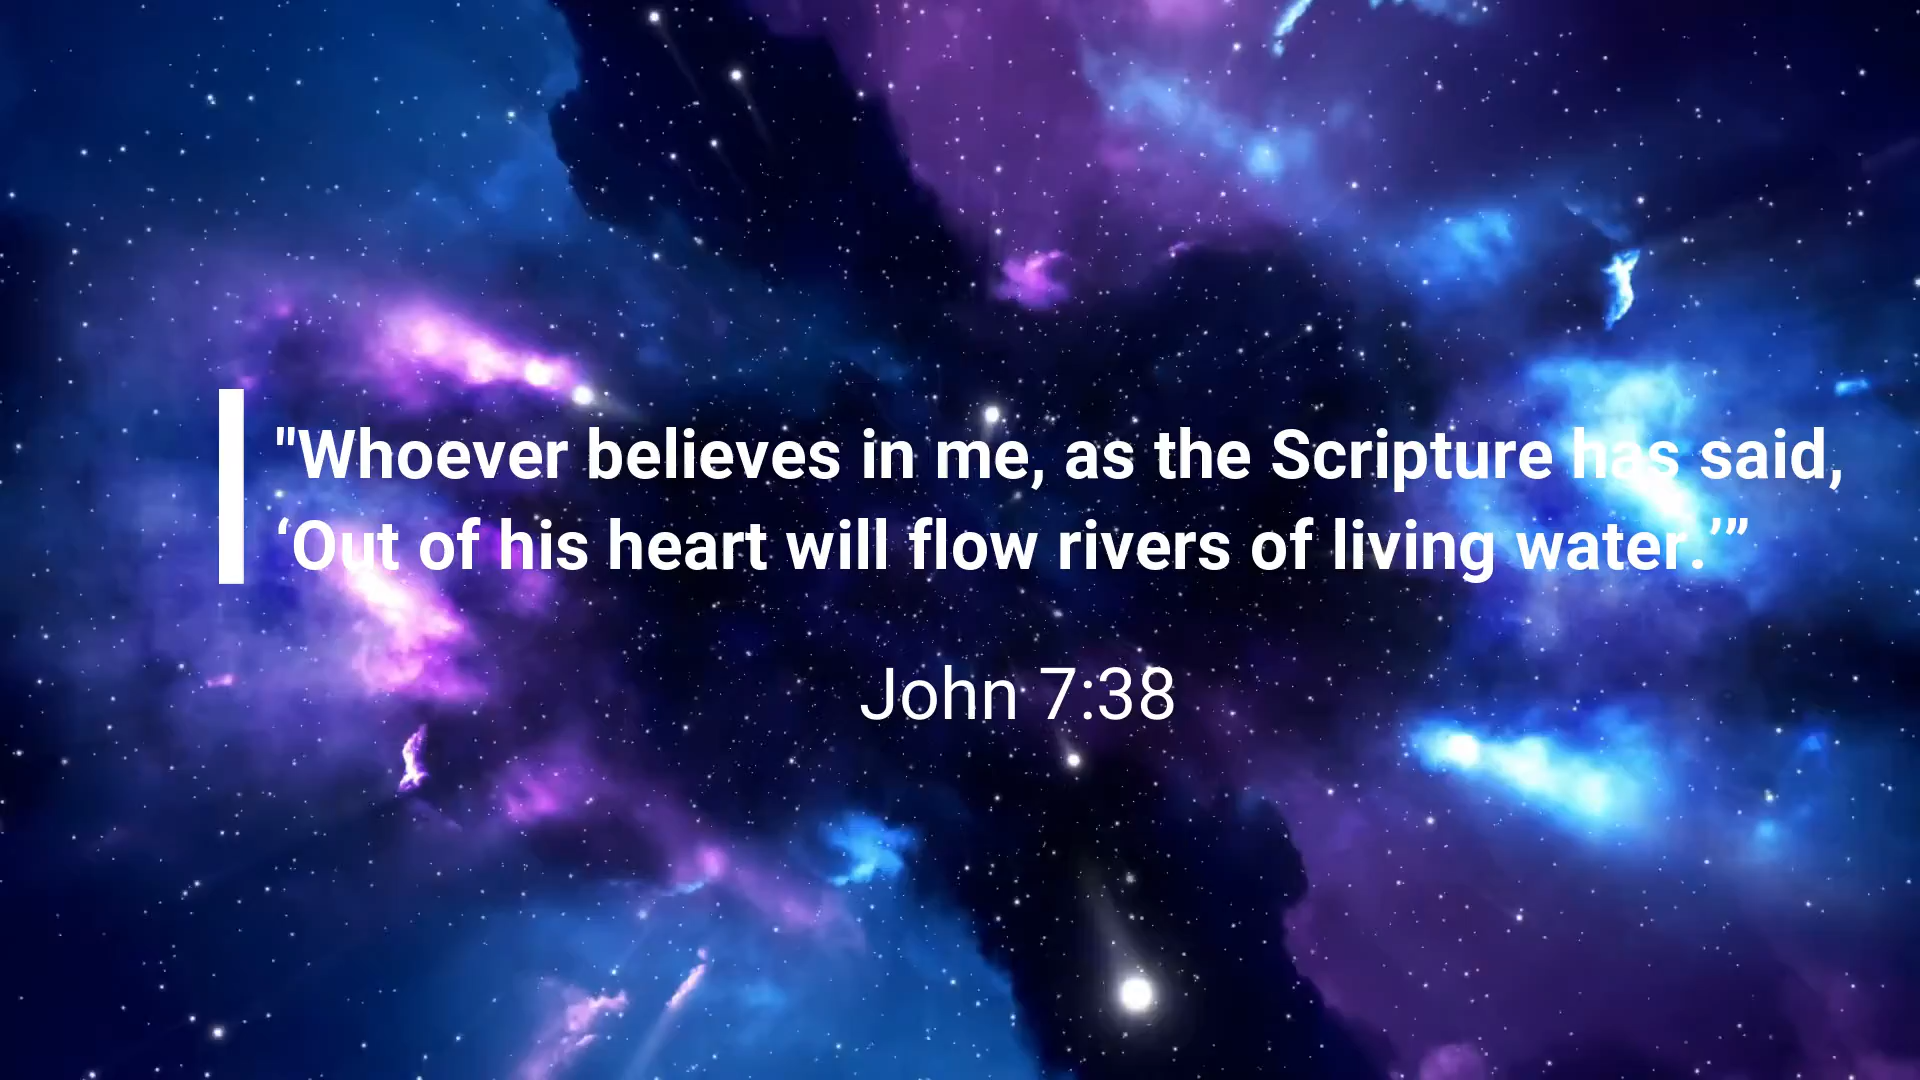 "Whoever believes in me, as the Scripture has said,
‘Out of his heart will flow rivers of living water.’”
John 7:38